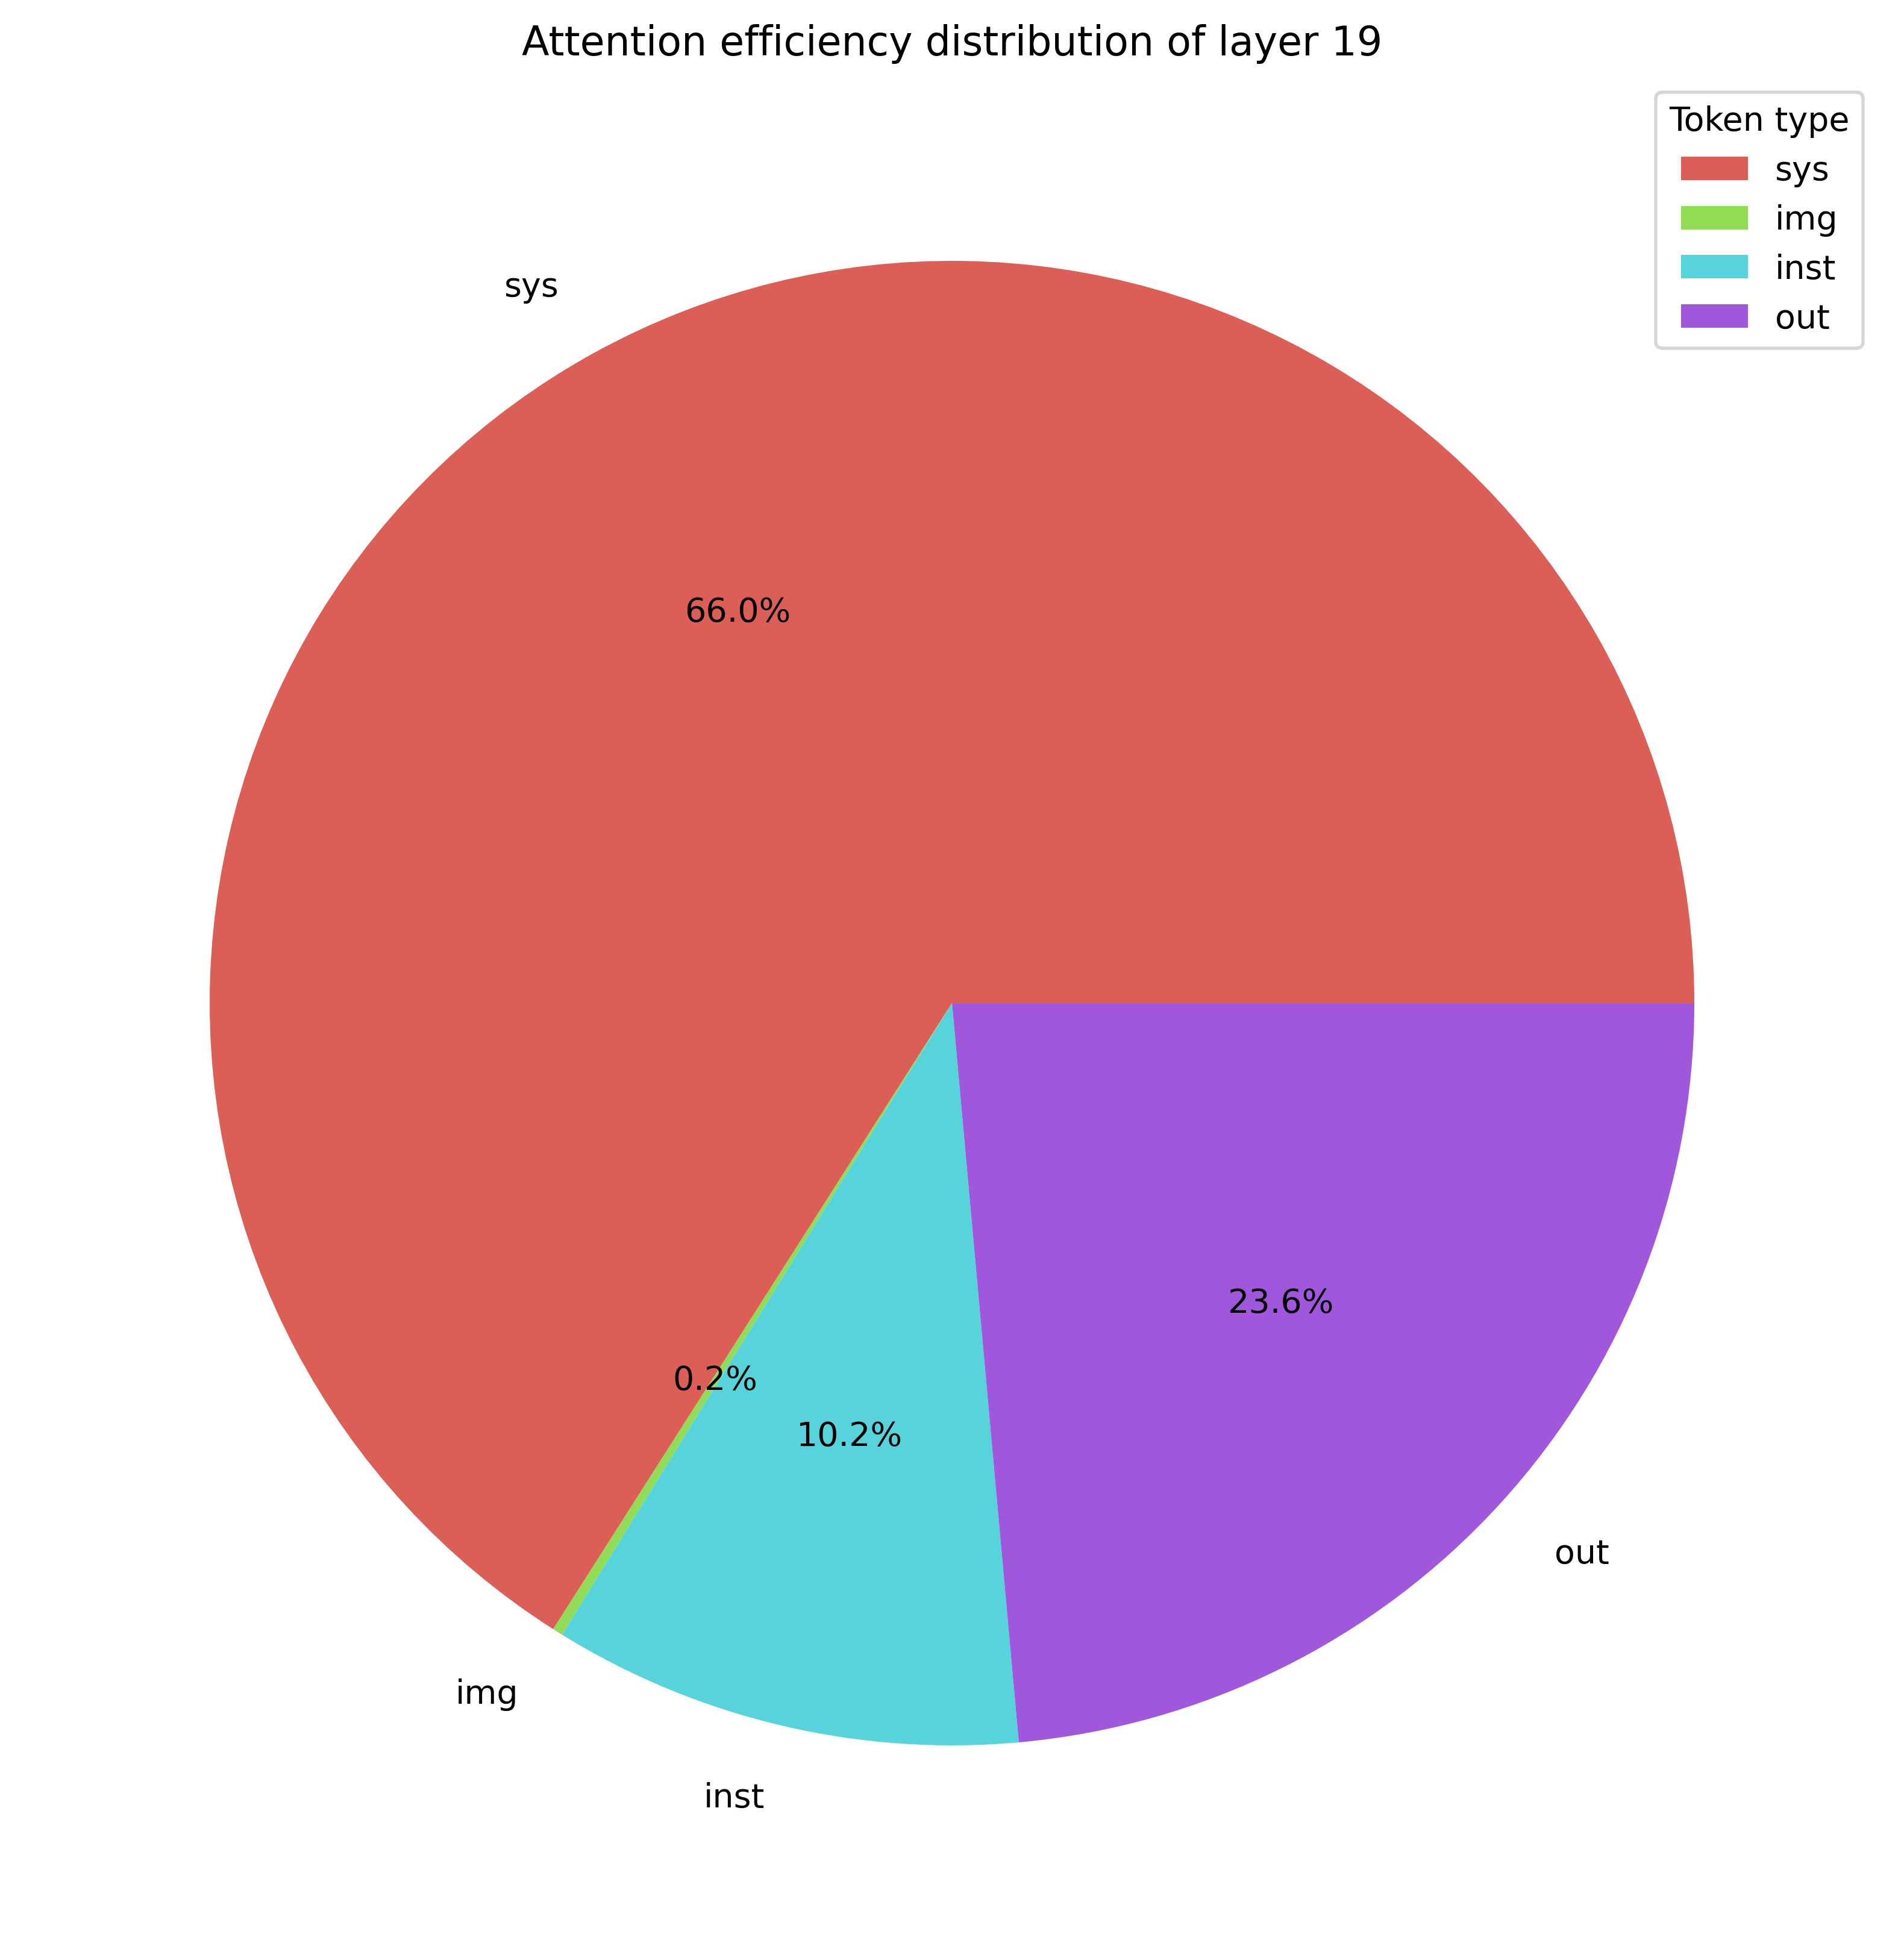 Attention efficiency distribution of layer 19
Token type
sys
img
inst
out
sys
66.0%
23.6%
0.2%
10.2%
out
img
inst